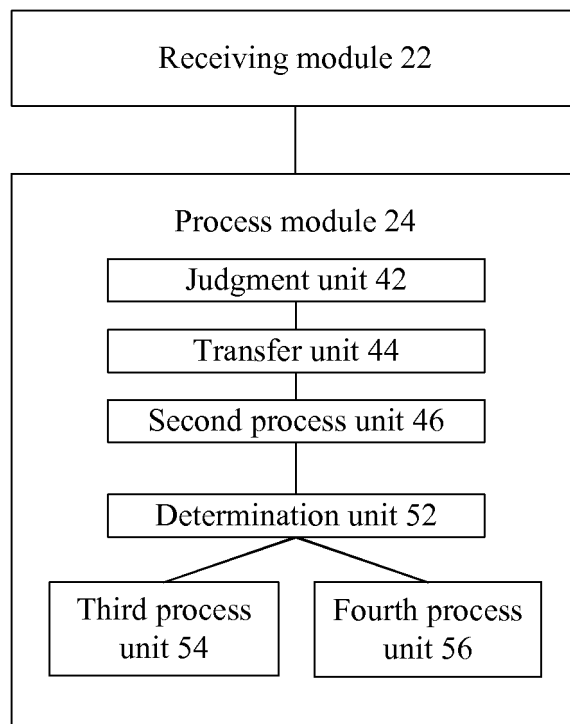 Receiving module 22
Process module 24
Judgment unit 42
Transfer unit 44
Second process unit 46
Determination unit 52
Third process
unit 54
Fourth process
unit 56